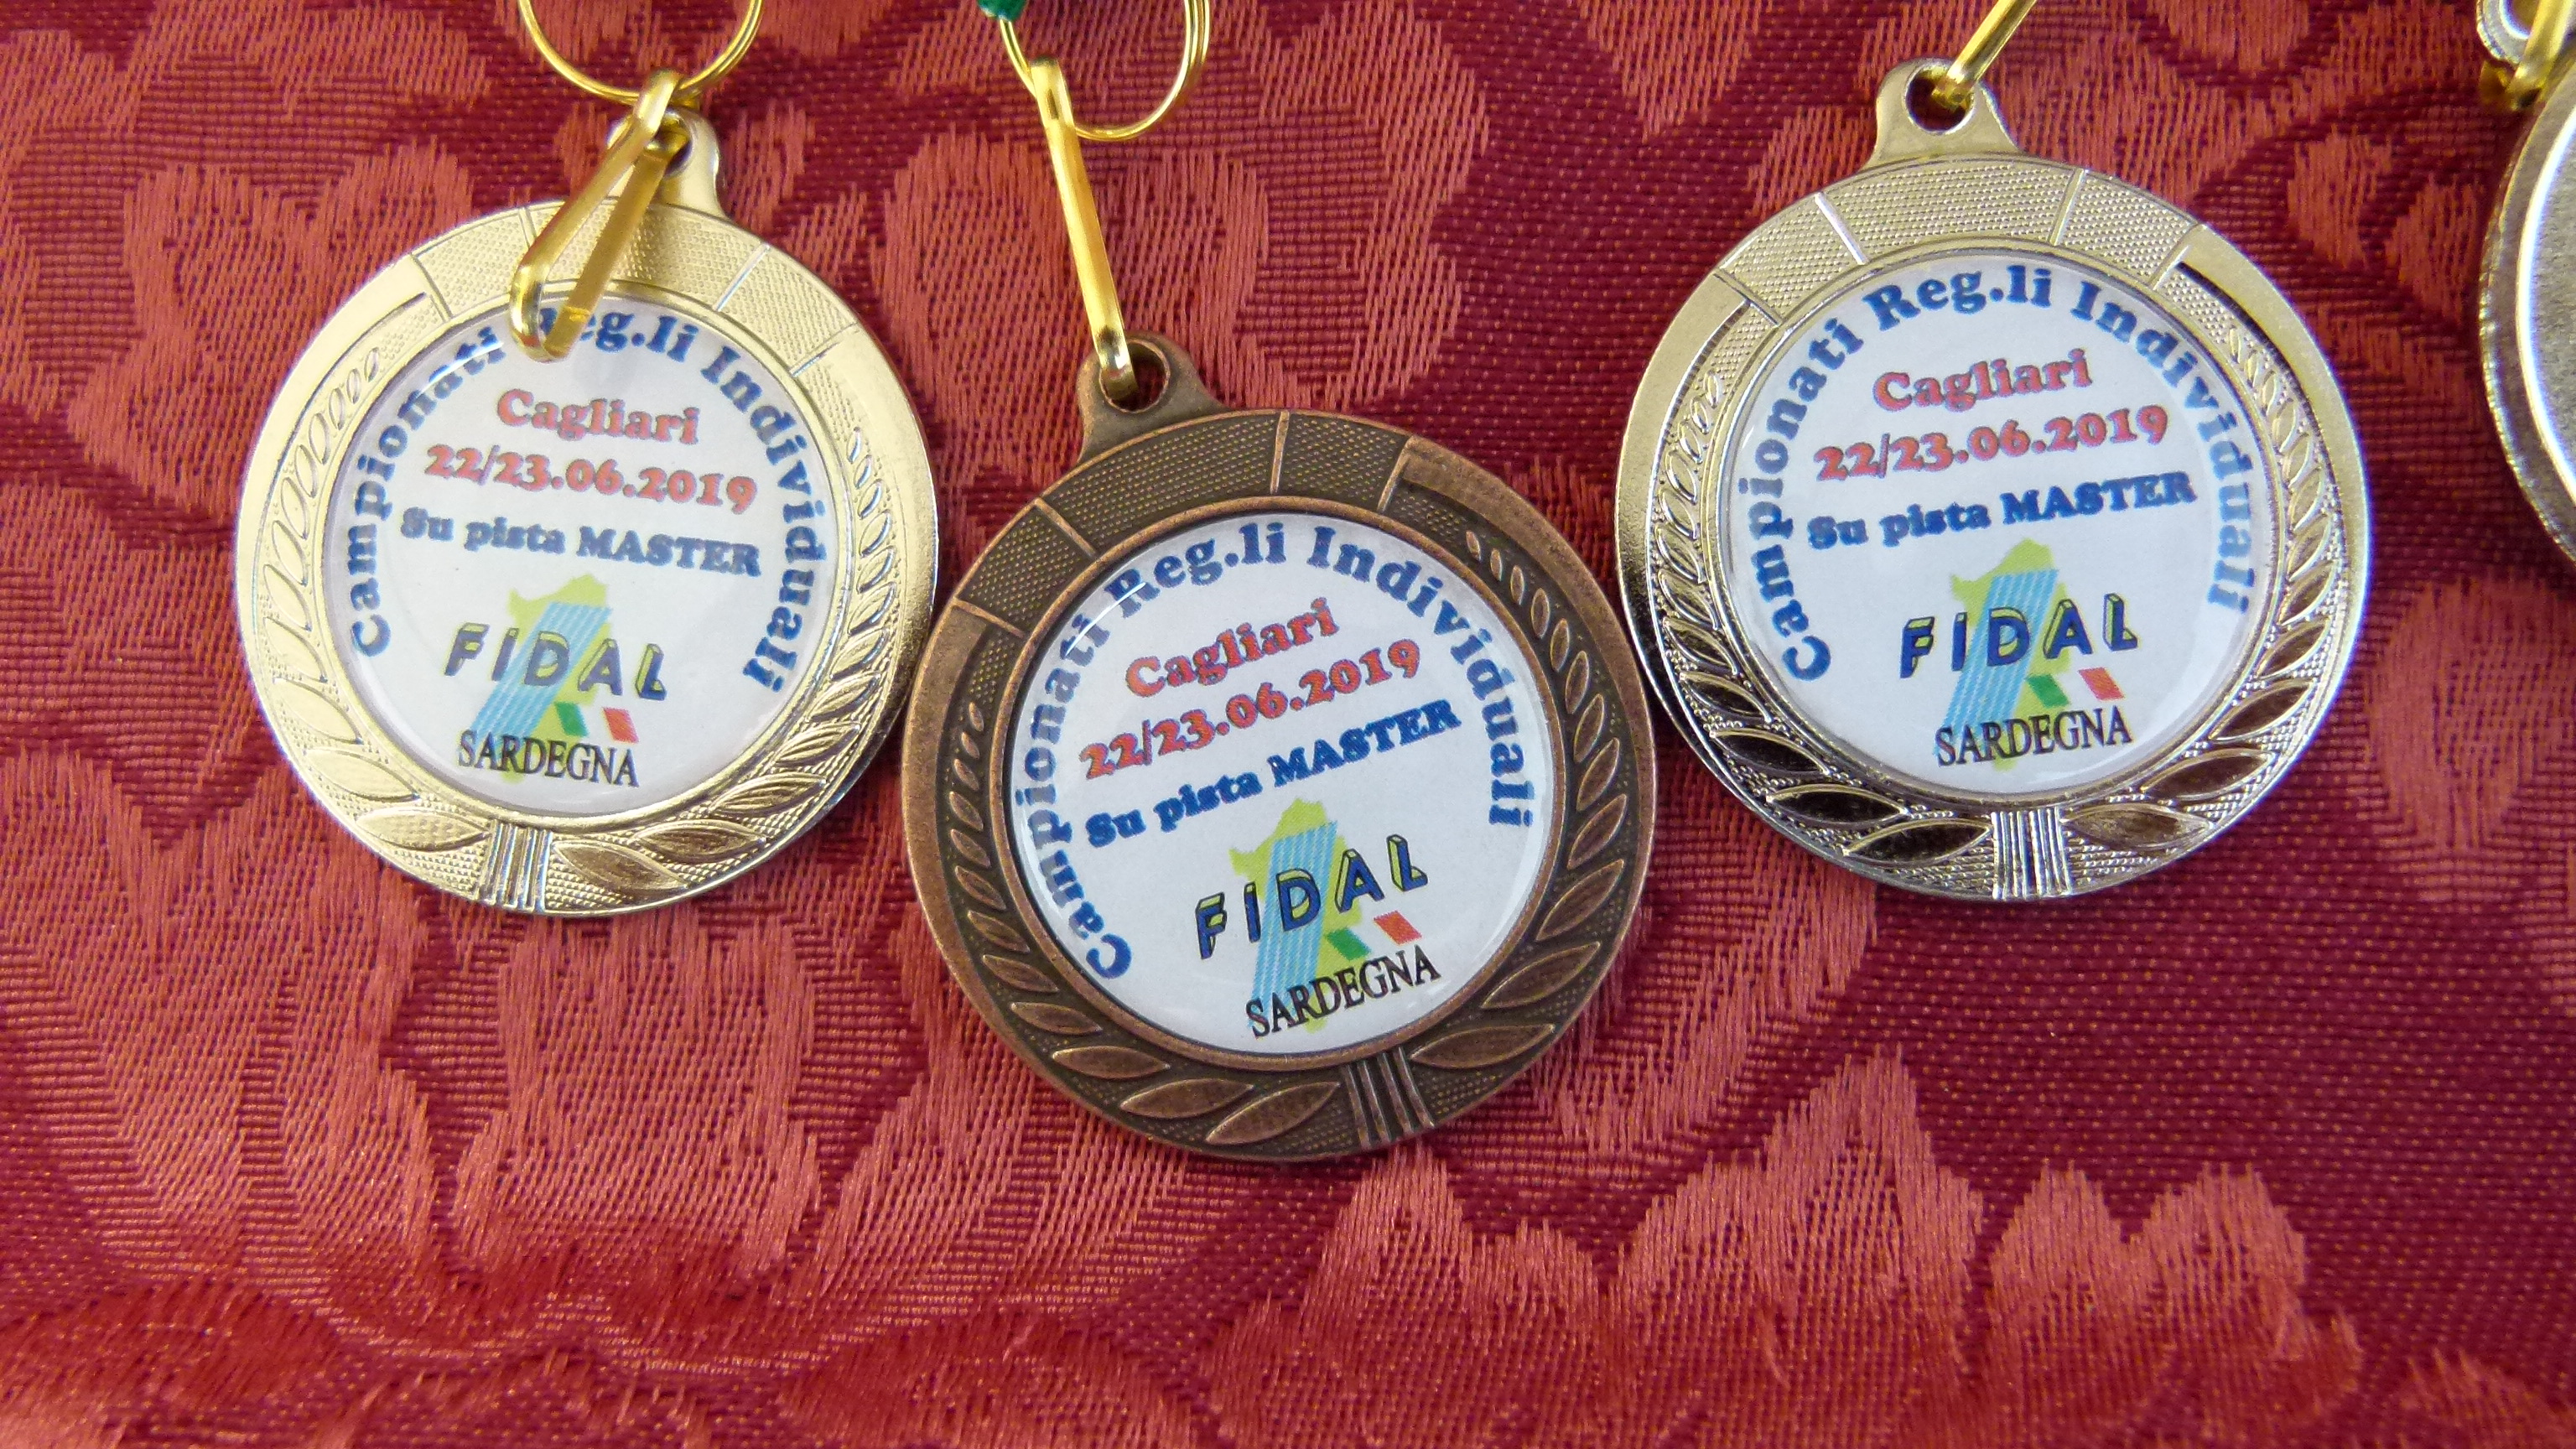 Campionati Reg.li Individuali
Cagliari
22/23.06.2019
Su pista MASTER
FIDAL
SARDEGNA
Campionati Reg.li Individuali
Cagliari
22/23.06.2019
Su pista MASTER
FIDAL
SARDEGNA
Campionati Reg.li Individuali
Cagliari
22/23.06.2019
Su pista MASTER
FIDAL
SARDEGNA